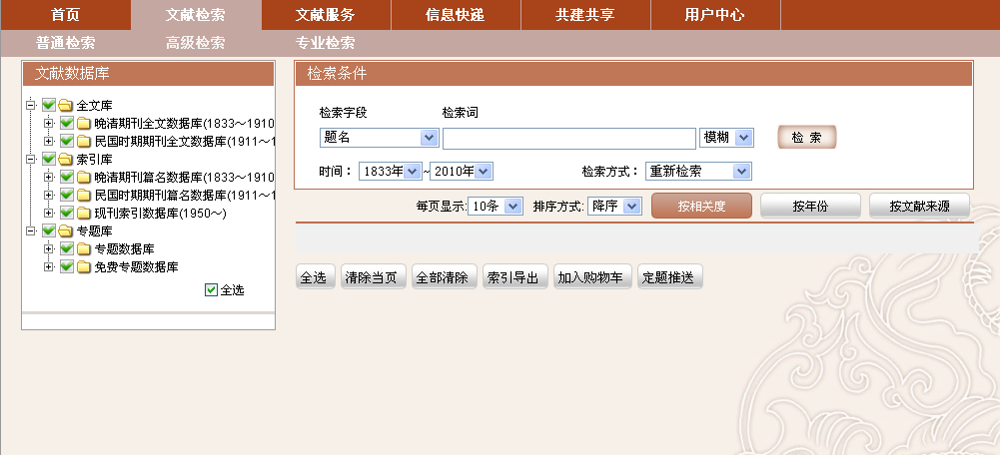 首页 文献检索 文献服务 信息快递 共建共享 用户中心
普通检索 高级检索 专业检索
文献数据库
全文库
晚清期刊全文数据库(1833～1910
民国时期期刊全文数据库(1911～1
索引库
晚清期刊篇名数据库(1833～1910
民国时期期刊篇名数据库(1911～1
现刊索引数据库(1950～)
专题库
专题数据库
免费专题数据库
全选
检索条件
检索字段 检索词
题名 模糊 检 索
时间： 1833年 ~ 2010年 检索方式： 重新检索
每页显示: 10条 排序方式: 降序 按相关度 按年份 按文献来源
全选 清除当页 全部清除 索引导出 加入购物车 定题推送